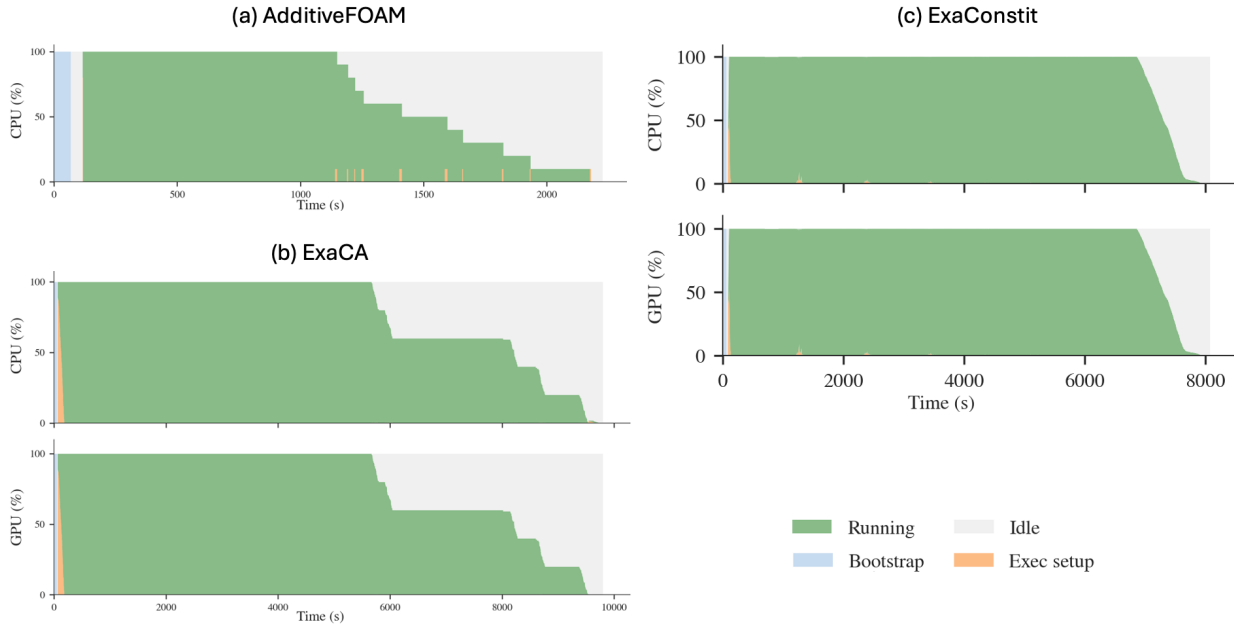 (a) AdditiveFOAM
CPU (%)
100
50
0
0 500 1000 1500 2000
Time (s)
(b) ExaCA
CPU (%)
100
50
0
GPU (%)
100
50
0
0 2000 4000 6000 8000 10000
Time (s)
(c) ExaConstit
CPU (%)
100
50
0
GPU (%)
100
50
0
0 2000 4000 6000 8000
Time (s)
Running Idle
Bootstrap Exec setup